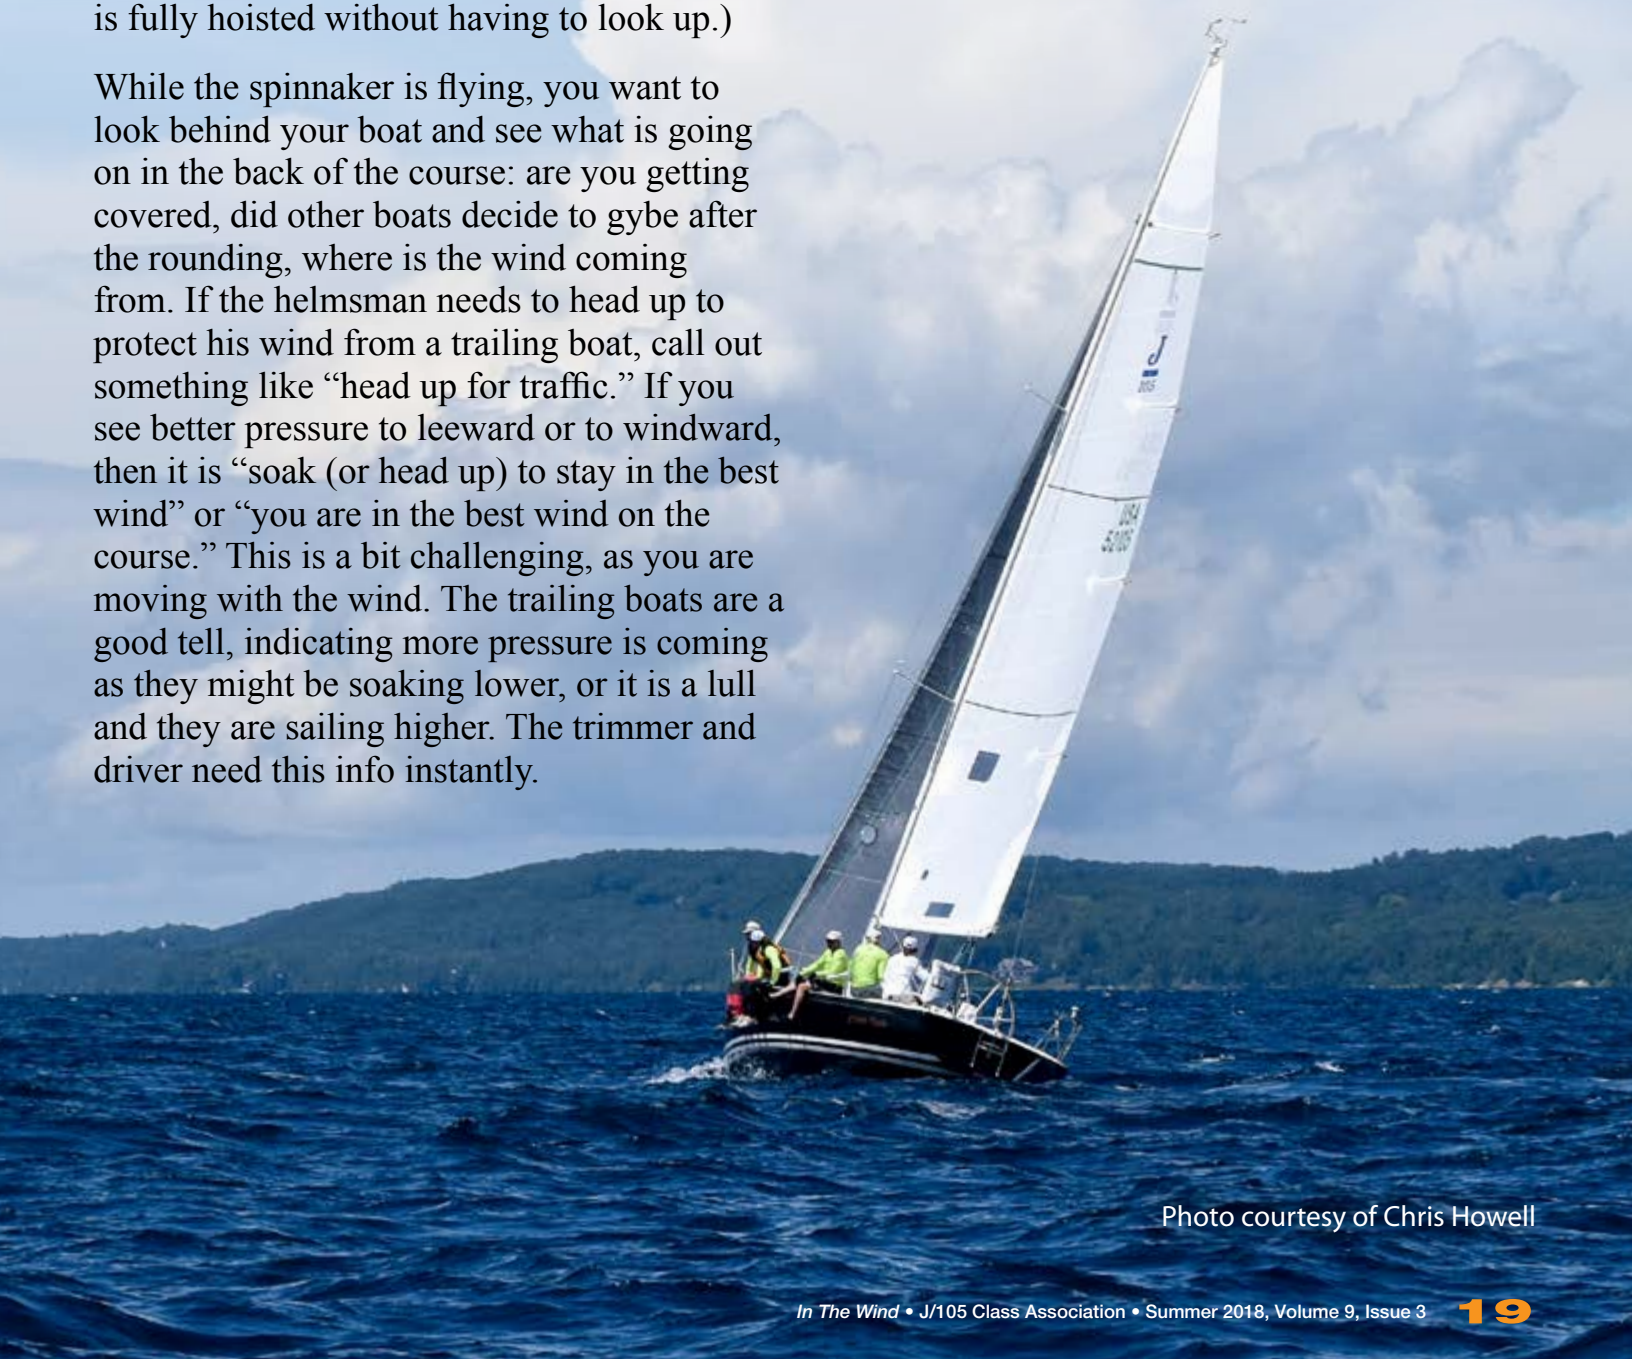 is fully hoisted without having to look up.)
While the spinnaker is flying, you want to
look behind your boat and see what is going
on in the back of the course: are you getting
covered, did other boats decide to gybe after
the rounding, where is the wind coming
from. If the helmsman needs to head up to
protect his wind from a trailing boat, call out
something like “head up for traffic.” If you
see better pressure to leeward or to windward,
then it is “soak (or head up) to stay in the best
wind” or “you are in the best wind on the
course.” This is a bit challenging, as you are
moving with the wind. The trailing boats are a
good tell, indicating more pressure is coming
as they might be soaking lower, or it is a lull
and they are sailing higher. The trimmer and
driver need this info instantly.
J
105
USA
Photo courtesy of Chris Howell
In The Wind • J/105 Class Association • Summer 2018, Volume 9, Issue 3 19